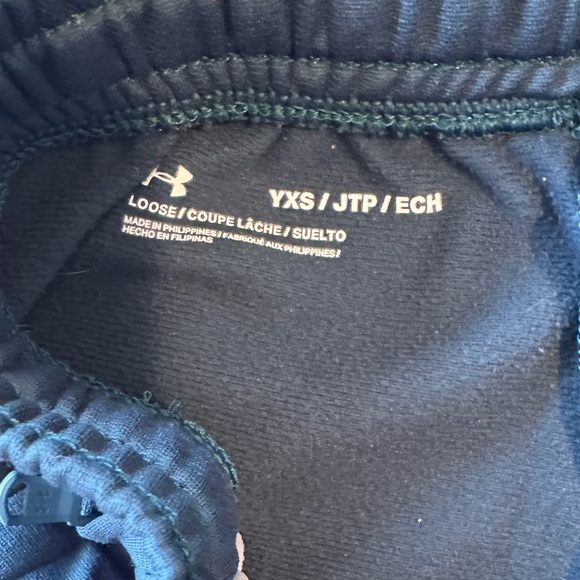 YXS / JTP / ECH
LOOSE / COUPE LÂCHE / SUELTO
MADE IN PHILIPPINES / FABRIQUÉ AUX PHILIPPINES /
HECHO EN FILIPINAS